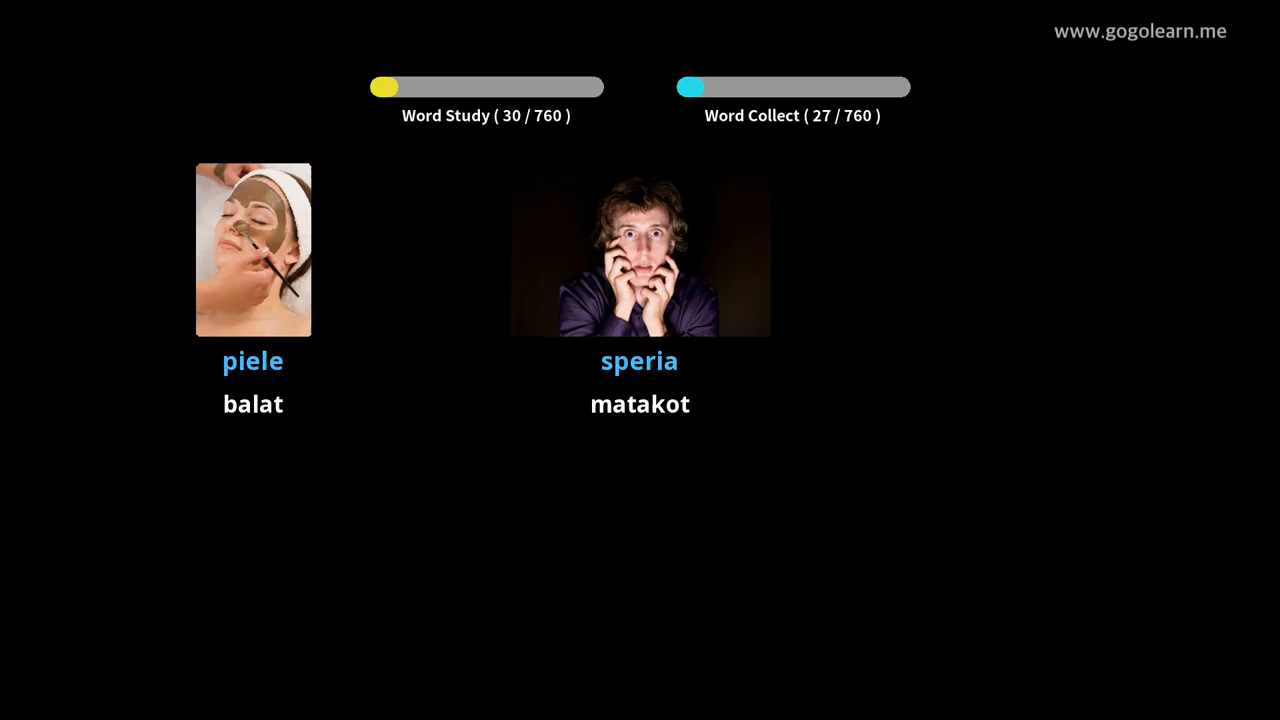 www.gogolearn.me
Word Study ( 30 / 760 )
Word Collect ( 27 / 760 )
piele
speria
balat
matakot